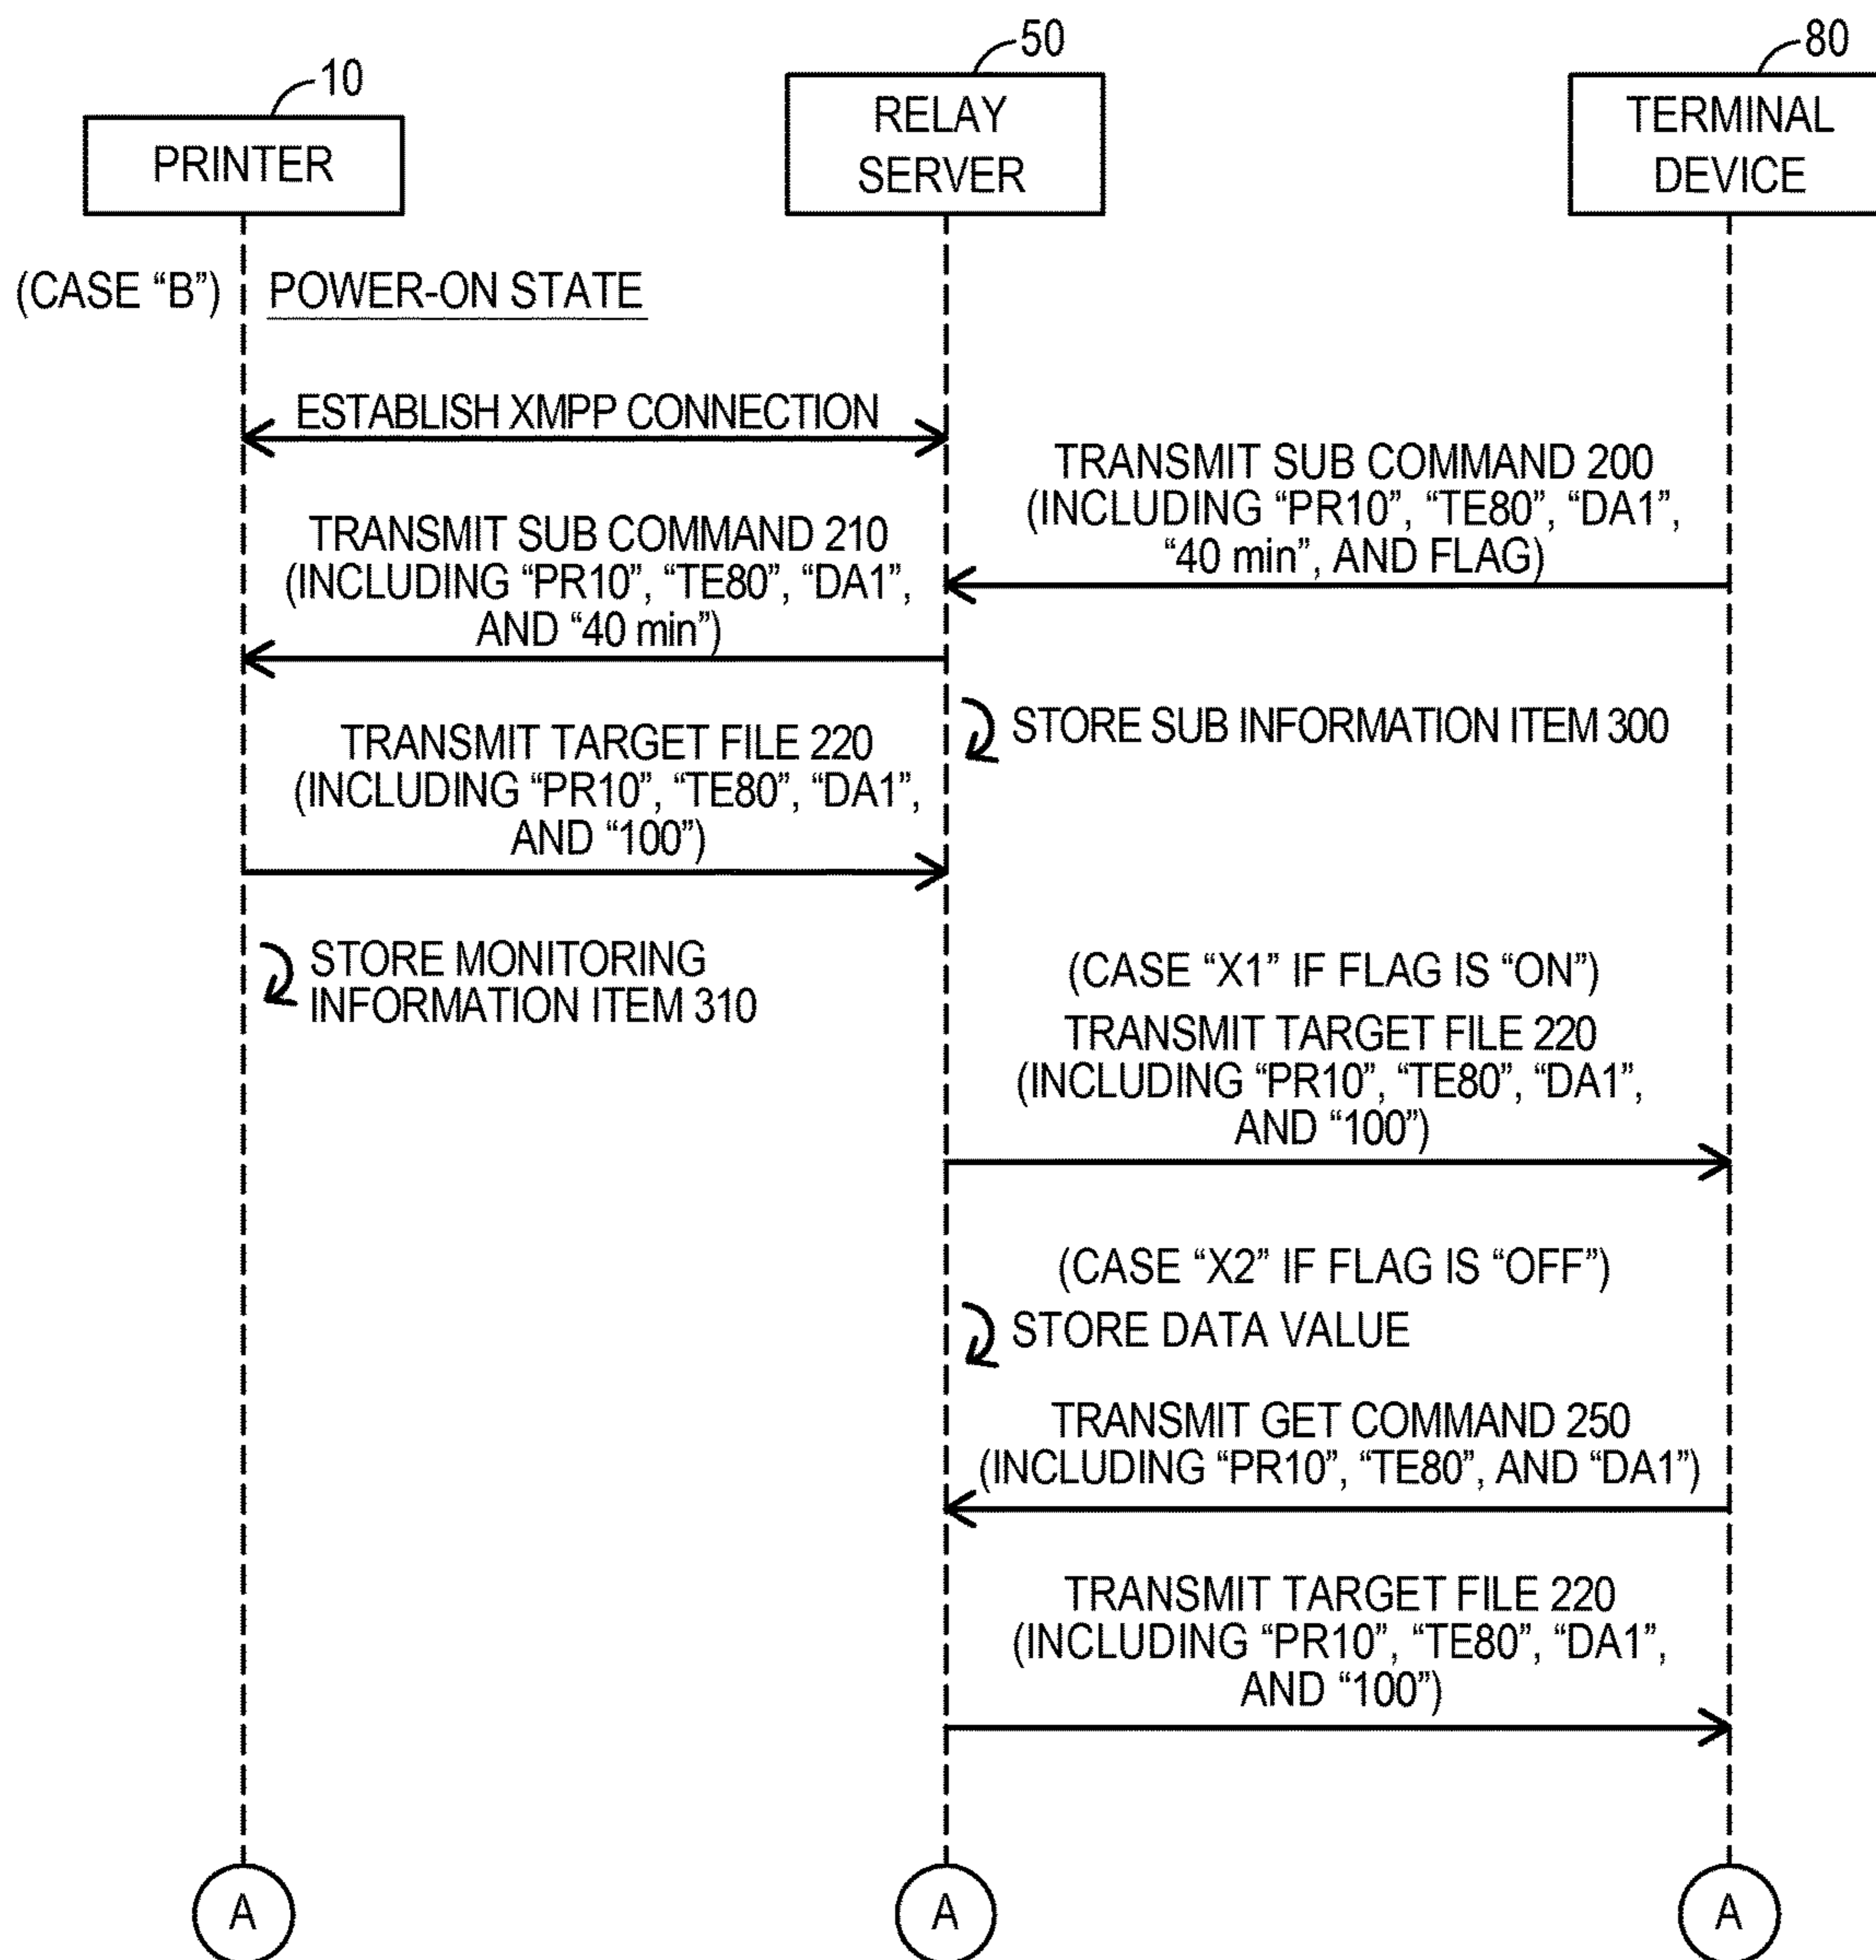 10
PRINTER
50
RELAY
SERVER
80
TERMINAL
DEVICE
(CASE “B”)
POWER-ON STATE
ESTABLISH XMPP CONNECTION
TRANSMIT SUB COMMAND 200
(INCLUDING “PR10”, “TE80”, “DA1”,
“40 min”, AND FLAG)
TRANSMIT SUB COMMAND 210
(INCLUDING “PR10”, “TE80”, “DA1”,
AND “40 min”)
STORE SUB INFORMATION ITEM 300
TRANSMIT TARGET FILE 220
(INCLUDING “PR10”, “TE80”, “DA1”,
AND “100”)
STORE MONITORING
INFORMATION ITEM 310
(CASE “X1” IF FLAG IS “ON”)
TRANSMIT TARGET FILE 220
(INCLUDING “PR10”, “TE80”, “DA1”,
AND “100”)
(CASE “X2” IF FLAG IS “OFF”)
STORE DATA VALUE
TRANSMIT GET COMMAND 250
(INCLUDING “PR10”, “TE80”, AND “DA1”)
TRANSMIT TARGET FILE 220
(INCLUDING “PR10”, “TE80”, “DA1”,
AND “100”)
A
A
A